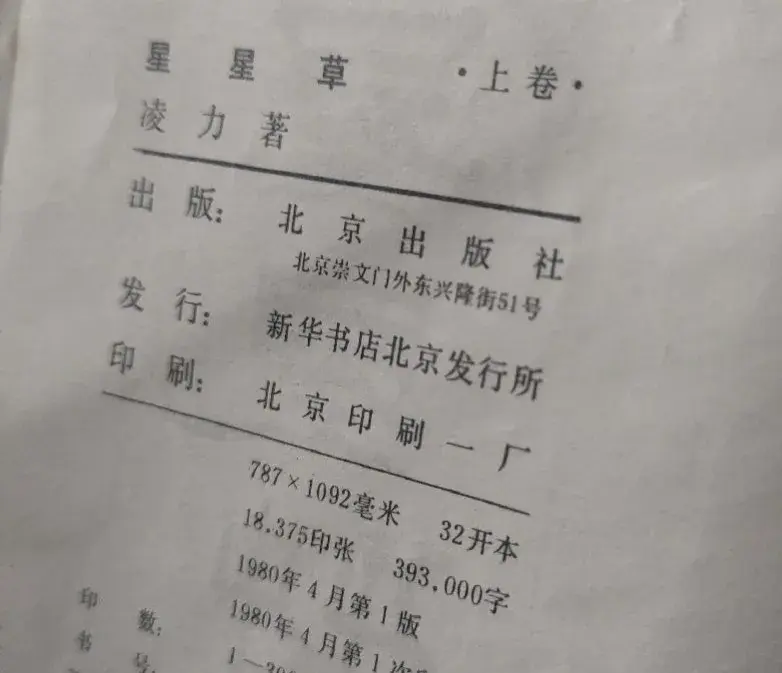 星星草 ·上卷·
凌力著
出版： 北京出版社
北京崇文门外东兴隆街51号
发行： 新华书店北京发行所
印刷： 北京印刷一厂
787×1092毫米 32开本
18.375印张 393,000字
1980年4月第1版
1980年4月第1次
印数： 1—
书号：